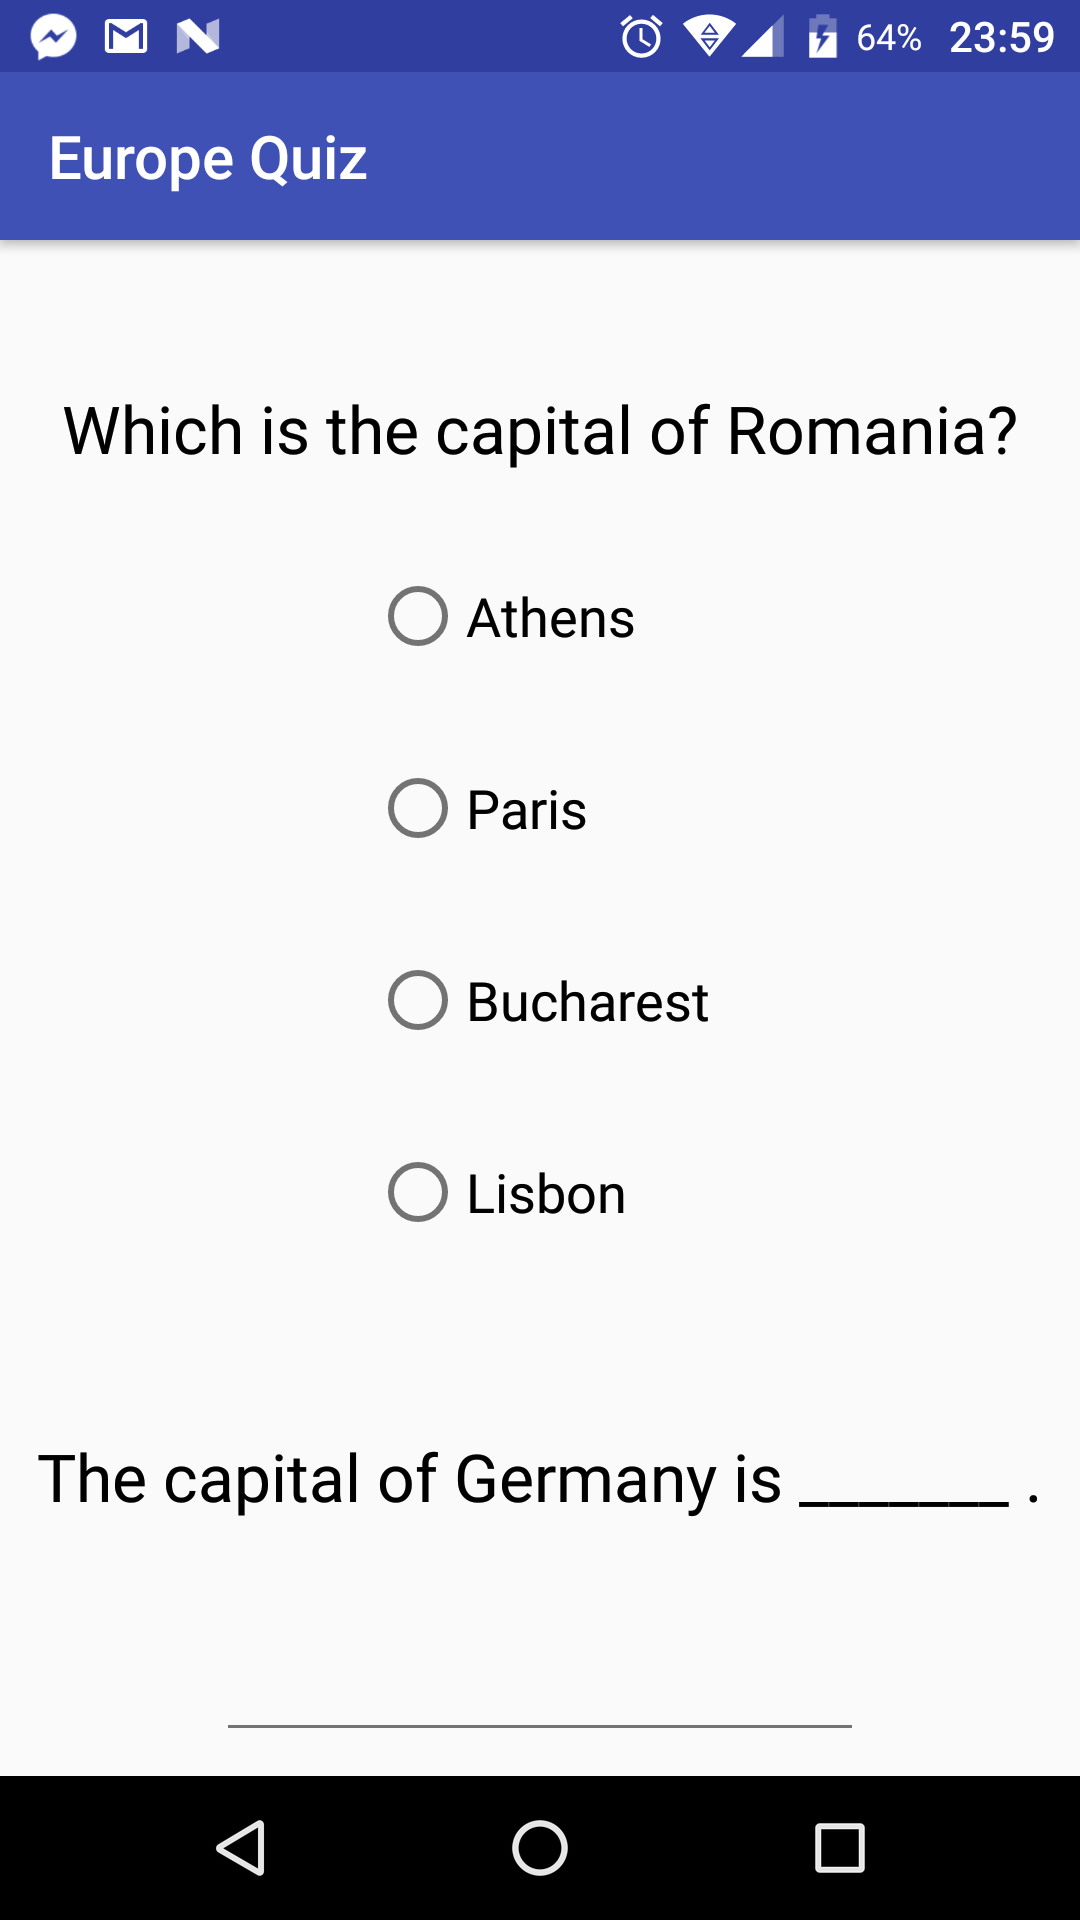 64% 23:59
Europe Quiz
Which is the capital of Romania?
Athens
Paris
Bucharest
Lisbon
The capital of Germany is _______ .